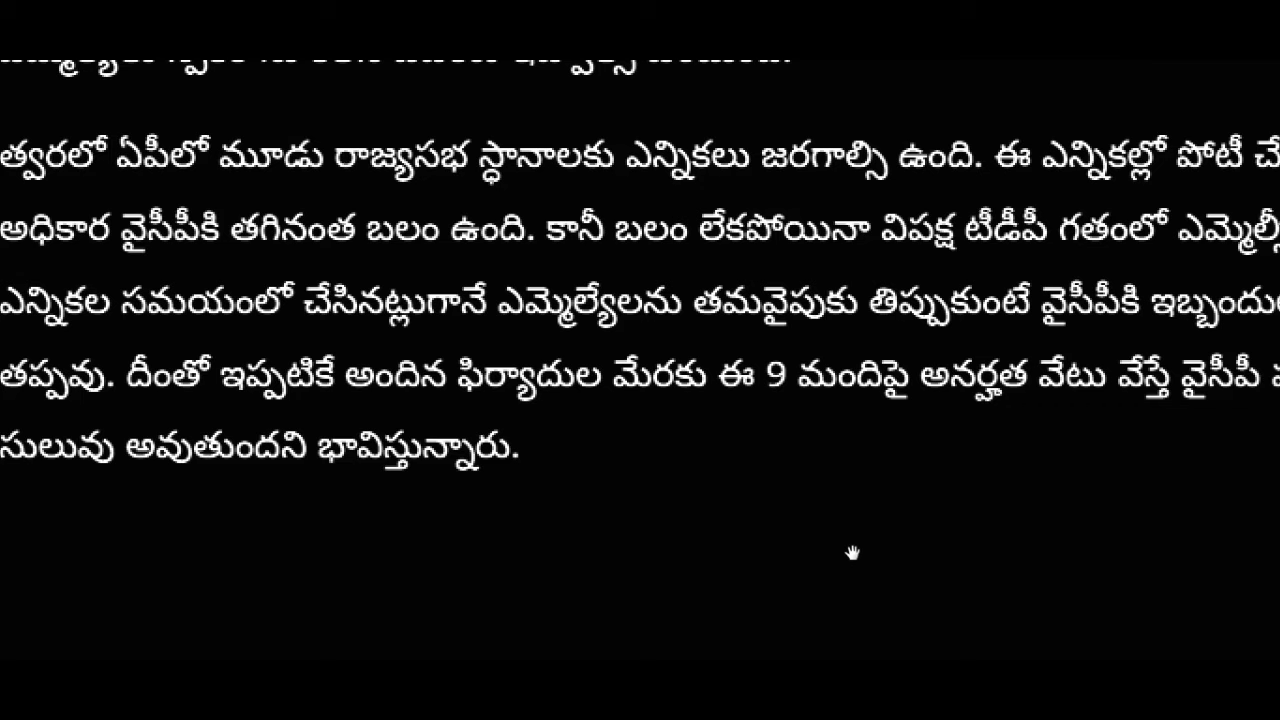 త్వరలో ఏపీలో మూడు రాజ్యసభ స్థానాలకు ఎన్నికలు జరగాల్సి ఉంది. ఈ ఎన్నికల్లో పోటీ
అధికార వైసీపీకి తగినంత బలం ఉంది. కానీ బలం లేకపోయినా విపక్ష టీడీపీ గతంలో ఎమ్మెల్సీ
ఎన్నికల సమయంలో చేసినట్లుగానే ఎమ్మెల్యేలను తమవైపుకు తిప్పుకుంటే వైసీపీకి
తప్పవు. దీంతో ఇప్పటికే అందిన ఫిర్యాదుల మేరకు ఈ 9 మందిపై అనర్హత వేటు వేస్తే వైసీపీ
సులువు అవుతుందని భావిస్తున్నారు.